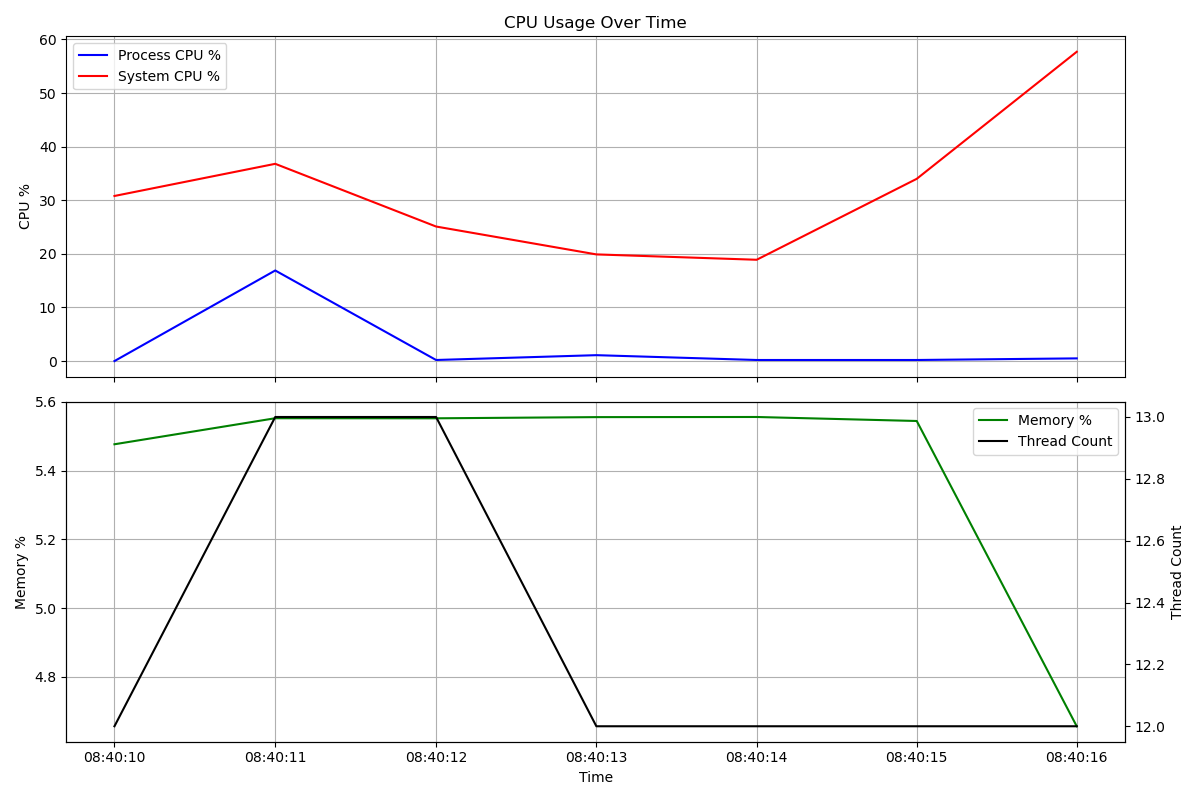 CPU Usage Over Time
Process CPU %
System CPU %
CPU %
60
50
40
30
20
10
0
Memory %
Thread Count
Memory %
5.6
5.4
5.2
5.0
4.8
13.0
12.8
12.6
12.4
12.2
12.0
Thread Count
08:40:10 08:40:11 08:40:12 08:40:13 08:40:14 08:40:15 08:40:16
Time